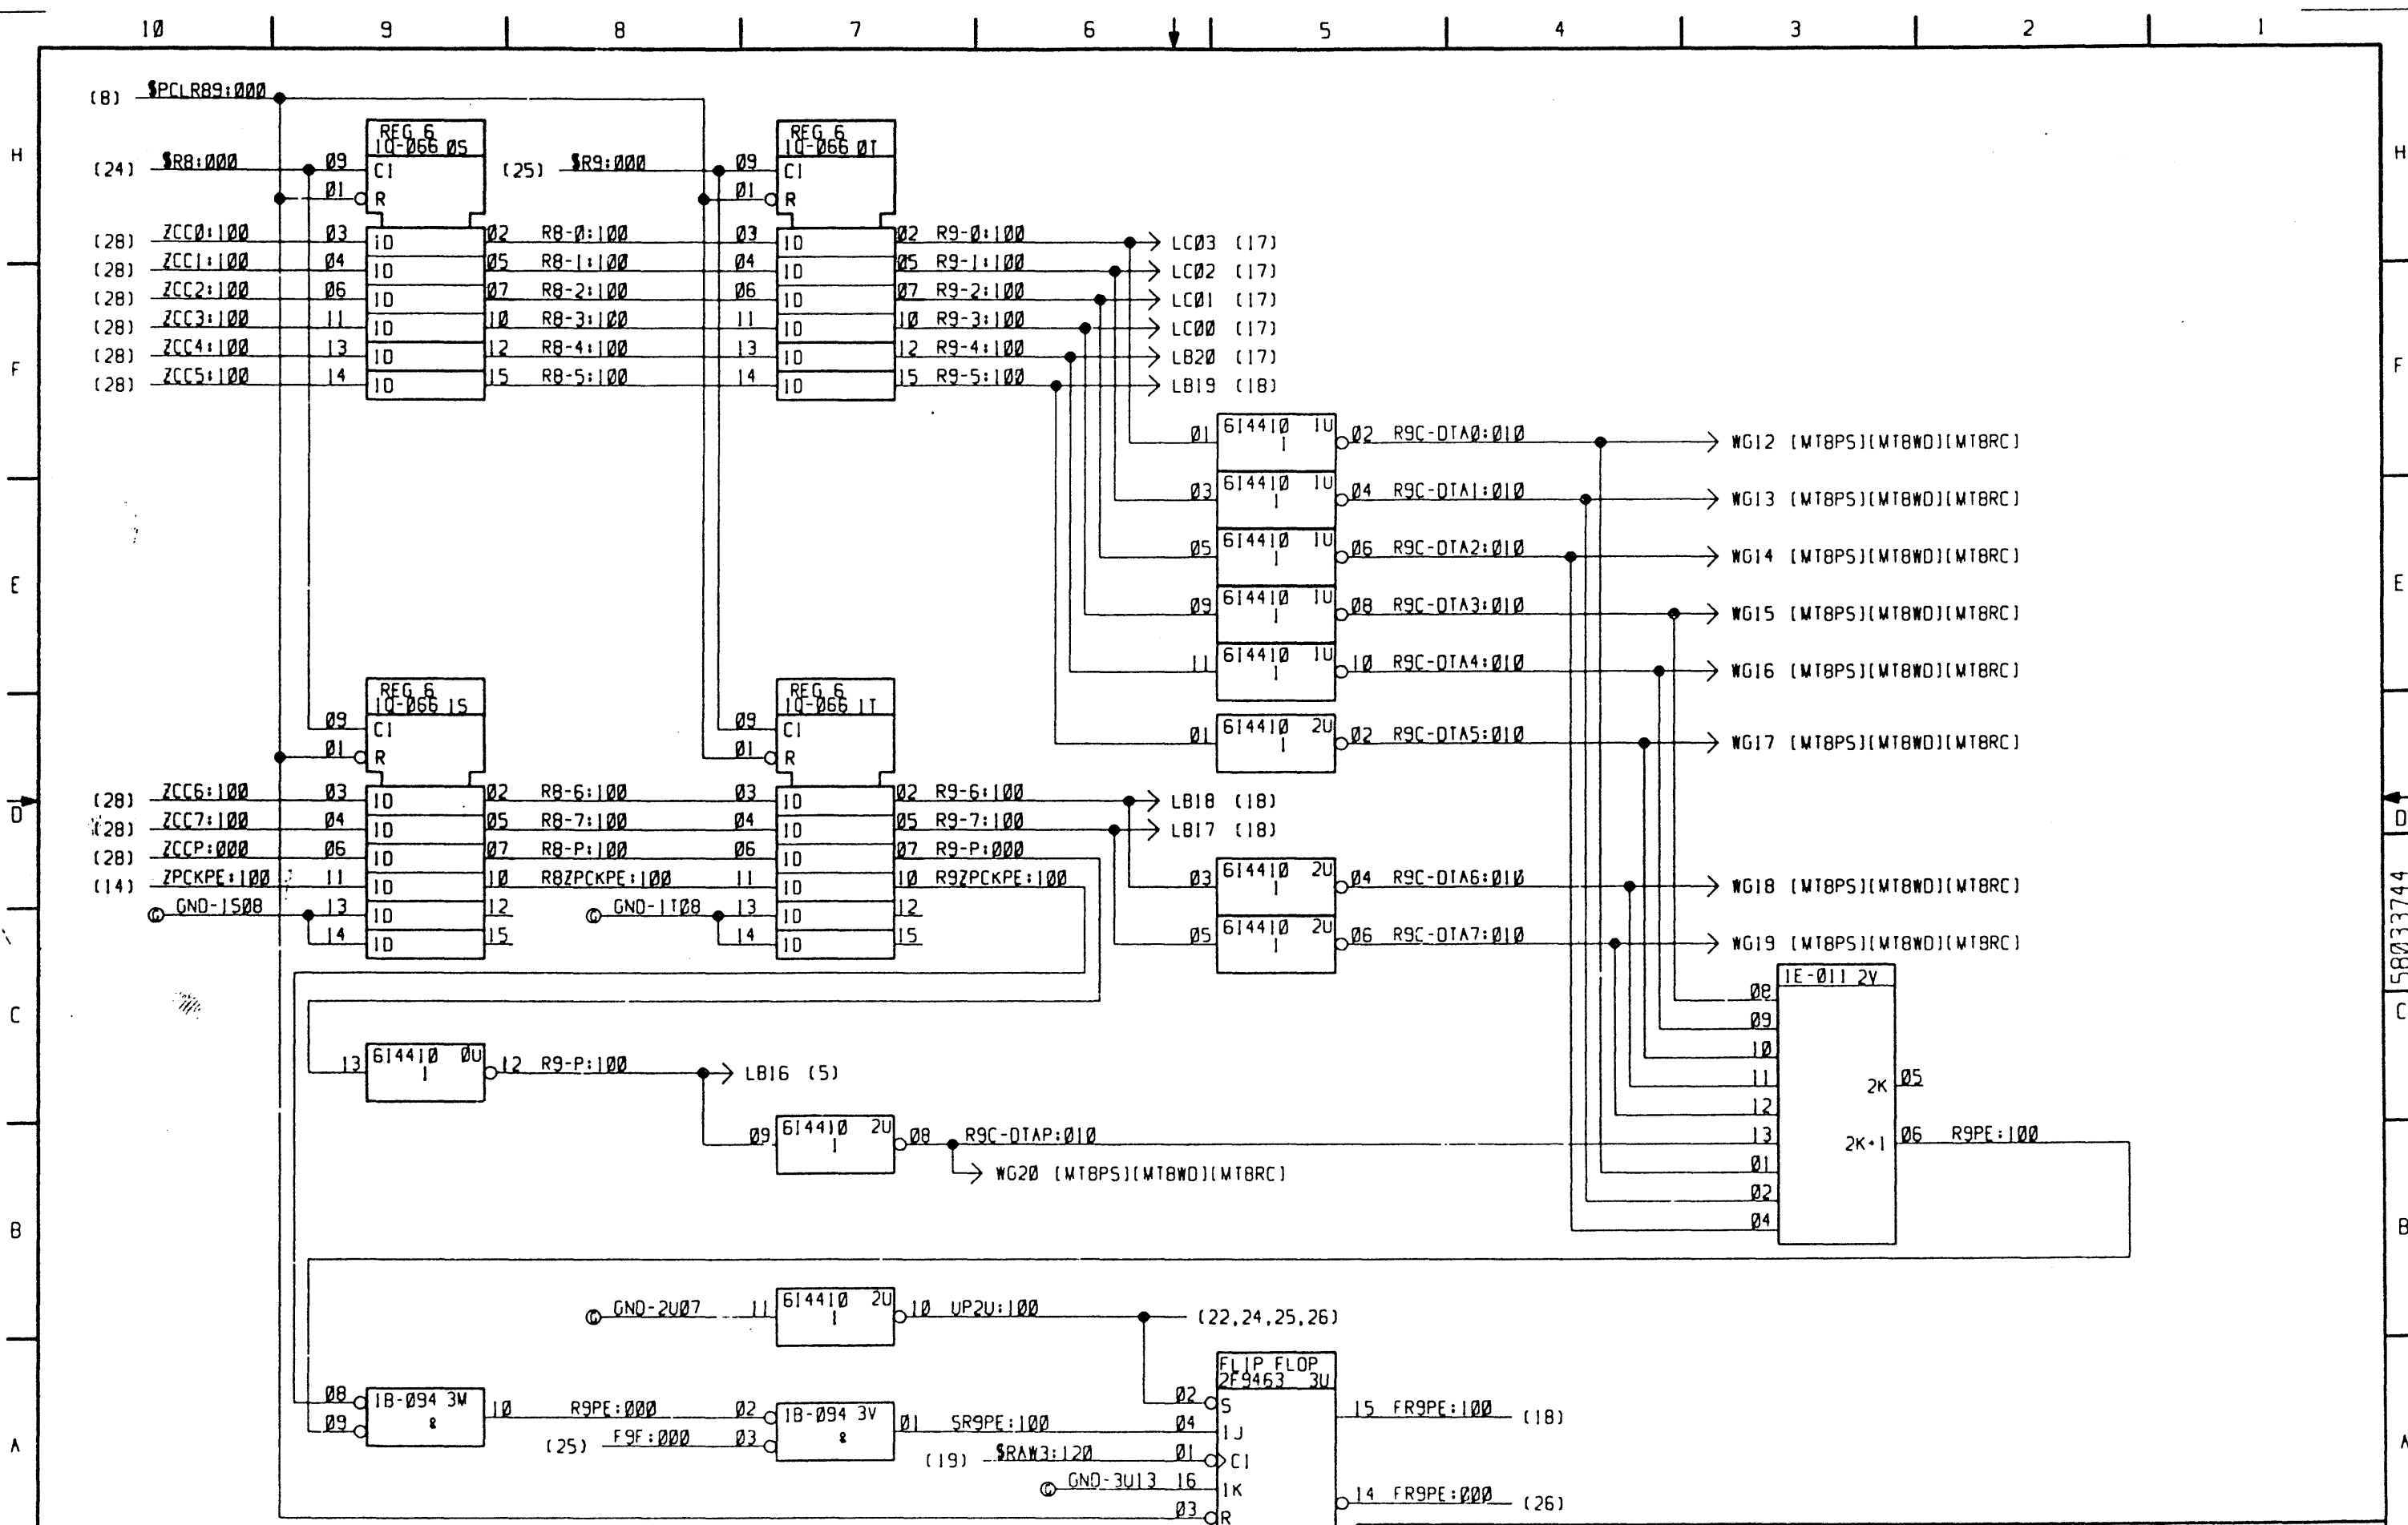 10 9 8 7 6 5 4 3 2 1
(8) $PCLR89:000
H H
REG 6
1Q-066 0S
REG 6
1Q-066 0T
(24) $R8:000 09 C1 (25) $R9:000 09 C1
01 R 01 R
(28) ZCC0:100 03 1D 02 R8-0:100 03 1D 02 R9-0:100 LC03 (17)
(28) ZCC1:100 04 1D 05 R8-1:100 04 1D 05 R9-1:100 LC02 (17)
(28) ZCC2:100 06 1D 07 R8-2:100 06 1D 07 R9-2:100 LC01 (17)
(28) ZCC3:100 11 1D 10 R8-3:100 11 1D 10 R9-3:100 LC00 (17)
(28) ZCC4:100 13 1D 12 R8-4:100 13 1D 12 R9-4:100 LB20 (17)
F F
(28) ZCC5:100 14 1D 15 R8-5:100 14 1D 15 R9-5:100 LB19 (18)
01 614410 1U 1 02 R9C-DTA0:010 WG12 [MT8PS][MT8WD][MT8RC]
03 614410 1U 1 04 R9C-DTA1:010 WG13 [MT8PS][MT8WD][MT8RC]
05 614410 1U 1 06 R9C-DTA2:010 WG14 [MT8PS][MT8WD][MT8RC]
E E
09 614410 1U 1 08 R9C-DTA3:010 WG15 [MT8PS][MT8WD][MT8RC]
11 614410 1U 1 10 R9C-DTA4:010 WG16 [MT8PS][MT8WD][MT8RC]
REG 6
1Q-066 1S
REG 6
1Q-066 1T
09 C1 09 C1
01 R 01 R
01 614410 2U 1 02 R9C-DTA5:010 WG17 [MT8PS][MT8WD][MT8RC]
(28) ZCC6:100 03 1D 02 R8-6:100 03 1D 02 R9-6:100 LB18 (18)
D D
(28) ZCC7:100 04 1D 05 R8-7:100 04 1D 05 R9-7:100 LB17 (18)
(28) ZCCP:000 06 1D 07 R8-P:100 06 1D 07 R9-P:000
(14) ZPCKPE:100 11 1D 10 R8ZPCKPE:100 11 1D 10 R9ZPCKPE:100
03 614410 2U 1 04 R9C-DTA6:010 WG18 [MT8PS][MT8WD][MT8RC]
G GND-1S08 13 1D 12 G GND-1T08 13 1D 12
14 1D 15 14 1D 15
05 614410 2U 1 06 R9C-DTA7:010 WG19 [MT8PS][MT8WD][MT8RC]
58033744
1E-011 2V
08
C C
09
10
11
2K 05
12
13
2K+1 06 R9PE:100
01
02
04
13 614410 0U 1 12 R9-P:100 LB16 (5)
09 614410 2U 1 08 R9C-DTAP:010
WG20 [MT8PS][MT8WD][MT8RC]
B B
G GND-2U07 11 614410 2U 1 10 UP2U:100 (22,24,25,26)
FLIP FLOP
2F9463 3U
08 1B-094 3M & 10 R9PE:000 02 1B-094 3V & 01 SR9PE:100 04 1J
09
02 S
15 FR9PE:100 (18)
(25) F9F:000 03
A A
(19) $RAW3:120 01 C1
G GND-3U13 16 1K
14 FR9PE:000 (26)
03 R